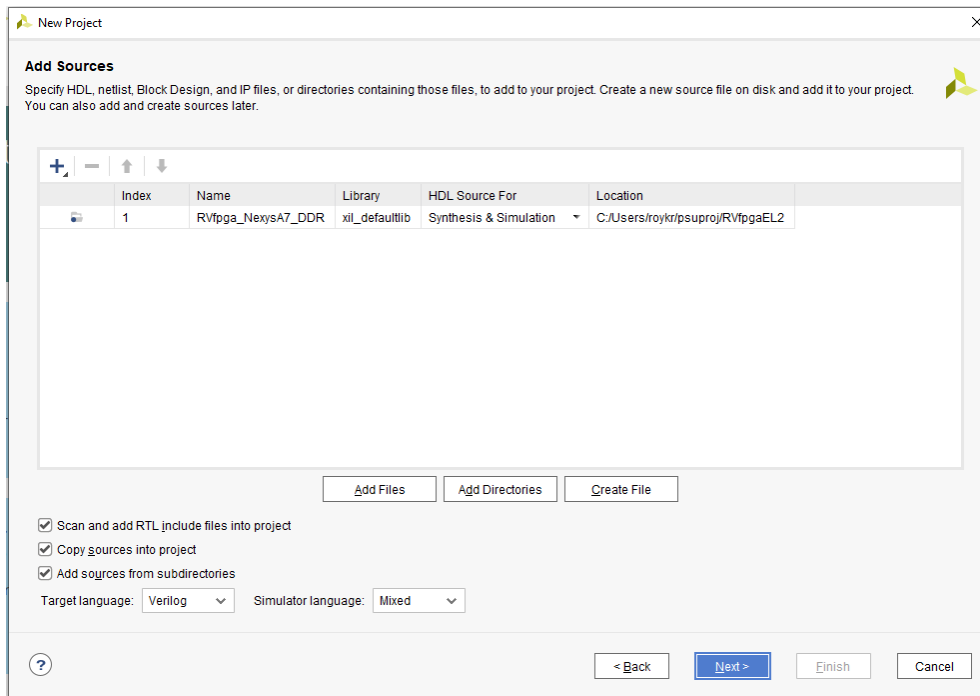 New Project
Add Sources
Specify HDL, netlist, Block Design, and IP files, or directories containing those files, to add to your project. Create a new source file on disk and add it to your project.
You can also add and create sources later.
Index Name Library HDL Source For Location
1 RVfpga_NexysA7_DDR xil_defaultlib Synthesis & Simulation C:/Users/roykr/psuproj/RVfpgaEL2
Add Files Add Directories Create File
Scan and add RTL include files into project
Copy sources into project
Add sources from subdirectories
Target language: Verilog Simulator language: Mixed
? < Back Next > Finish Cancel